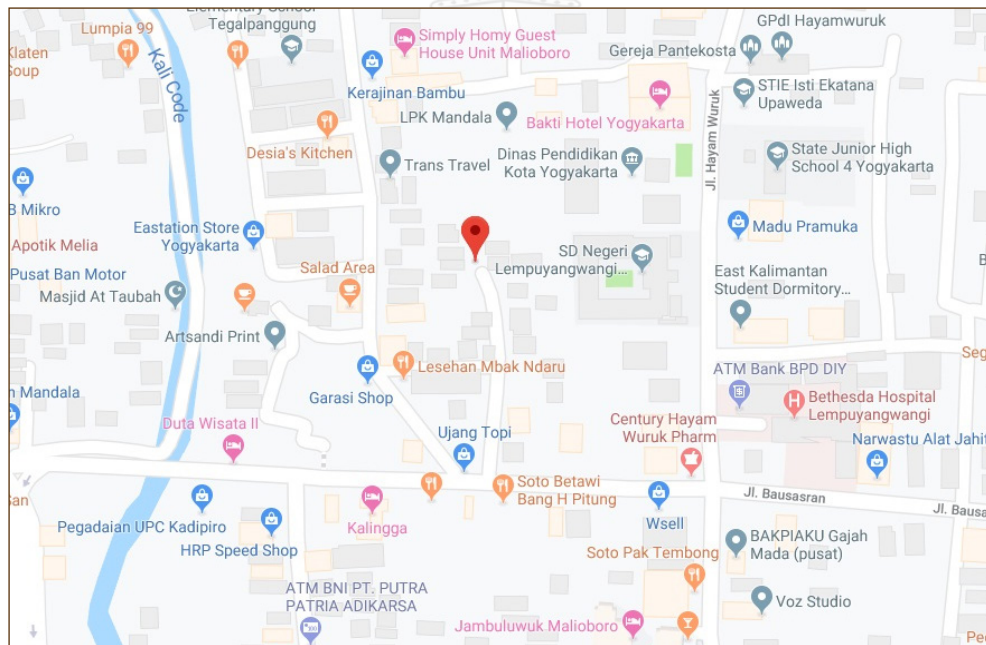 Elementary School
Tegalpanggung
Lumpia 99
Klaten
Soup
Kali Code
Simply Homy Guest
House Unit Malioboro
GPdI Hayamwuruk
Gereja Pantekosta
Kerajinan Bambu
STIE Isti Ekatana
Upaweda
LPK Mandala
Bakti Hotel Yogyakarta
Jl. Hayam Wuruk
Desia's Kitchen
Trans Travel
Dinas Pendidikan
Kota Yogyakarta
State Junior High
School 4 Yogyakarta
B Mikro
Eastation Store
Yogyakarta
Madu Pramuka
Apotik Melia
Pusat Ban Motor
Masjid At Taubah
Salad Area
SD Negeri
Lempuyangwangi...
East Kalimantan
Student Dormitory...
Artsandi Print
Lesehan Mbak Ndaru
Seg
n Mandala
Garasi Shop
ATM Bank BPD DIY
Bethesda Hospital
Lempuyangwangi
Duta Wisata II
Ujang Topi
Century Hayam
Wuruk Pharm
Narwastu Alat Jahit
San
Soto Betawi
Bang H Pitung
Jl. Bausasran
Jl. Bausa
Pegadaian UPC Kadipiro
Kalingga
Wsell
HRP Speed Shop
BAKPIAKU Gajah
Mada (pusat)
Soto Pak Tembong
ATM BNI PT. PUTRA
PATRIA ADIKARSA
Voz Studio
Jambuluwuk Malioboro
Pec